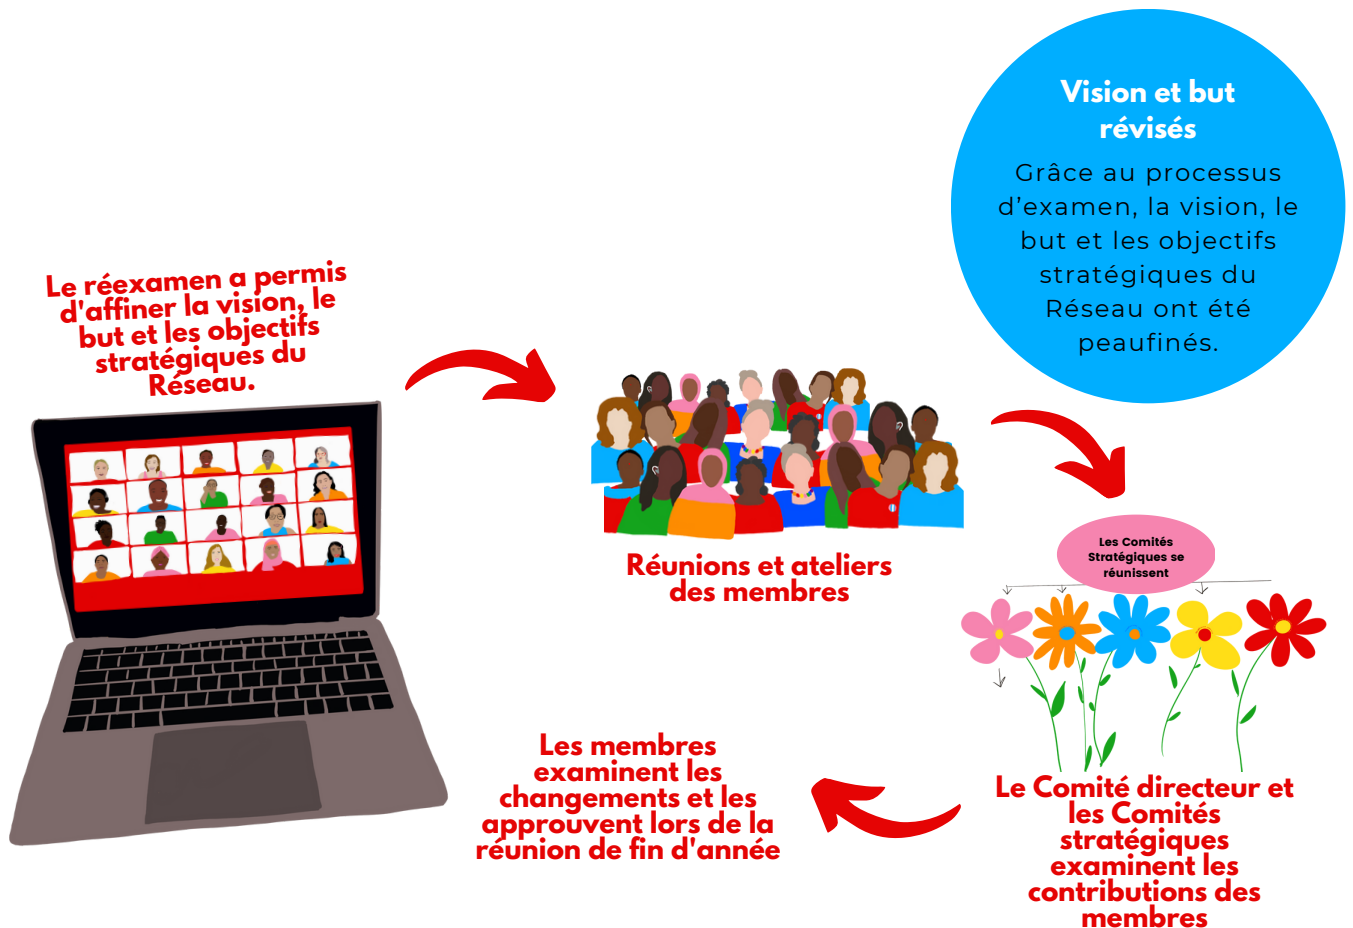 Le réexamen a permis
d'affiner la vision, le
but et les objectifs
stratégiques du
Réseau.
Réunions et ateliers
des membres
Vision et but
révisés
Grâce au processus
d’examen, la vision, le
but et les objectifs
stratégiques du
Réseau ont été
peaufinés.
Les Comités
Stratégiques se
réunissent
Le Comité directeur et
les Comités
stratégiques
examinent les
contributions des
membres
Les membres
examinent les
changements et les
approuvent lors de la
réunion de fin d'année